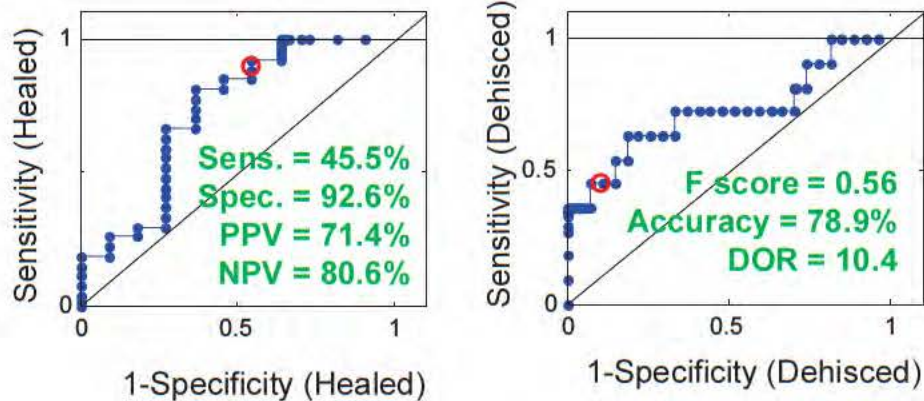 Sensitivity (Healed)
1
0
0
0.5
1
1-Specificity (Healed)
Sens. = 45.5%
Spec. = 92.6%
PPV = 71.4%
NPV = 80.6%
Sensitivity (Dehisced)
1
0.5
0
0
0.5
1
1-Specificity (Dehisced)
F score = 0.56
Accuracy = 78.9%
DOR = 10.4